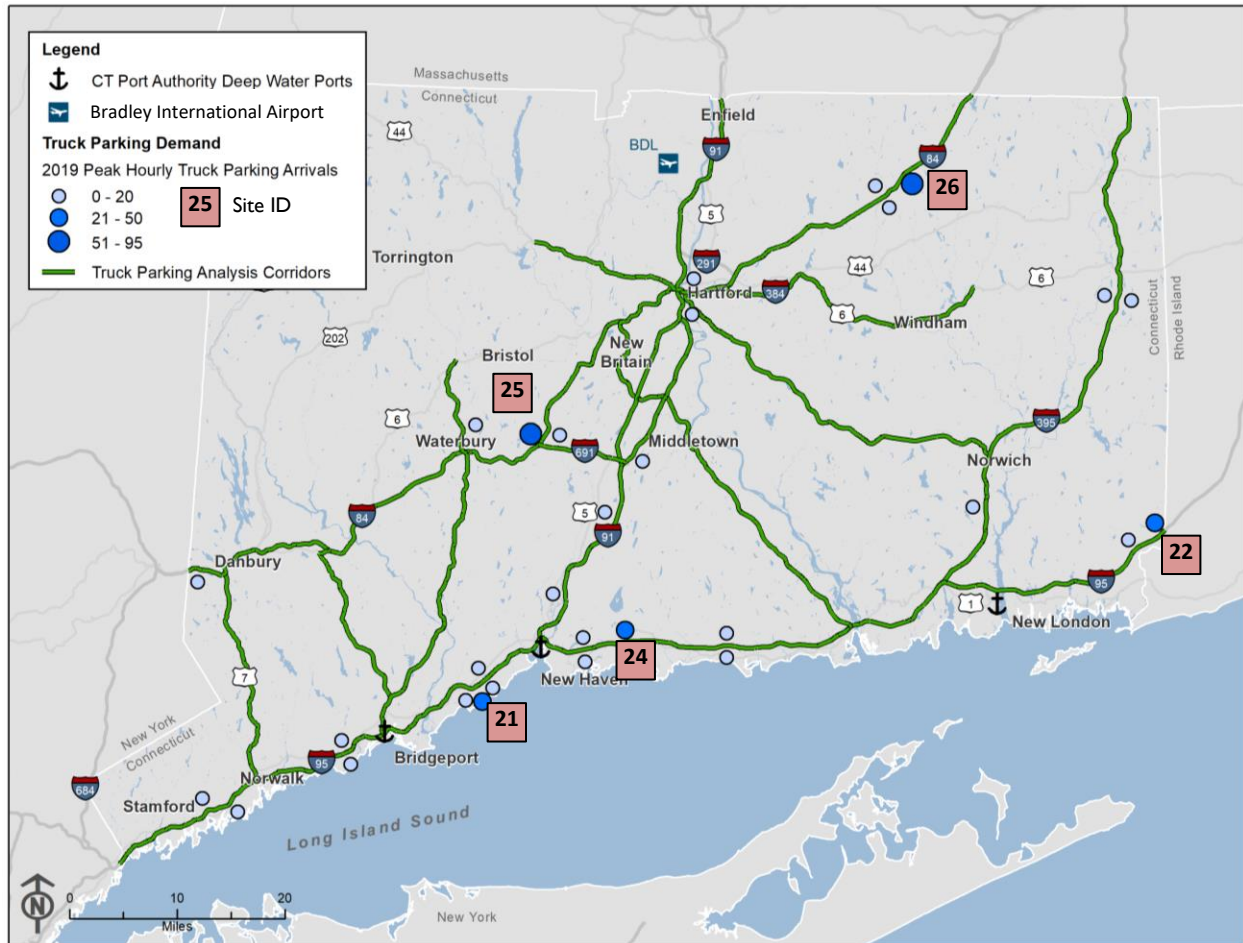 Legend
CT Port Authority Deep Water Ports
Bradley International Airport
Truck Parking Demand
2019 Peak Hourly Truck Parking Arrivals
0 - 20
21 - 50
51 - 95
25 Site ID
Truck Parking Analysis Corridors
Massachusetts
Connecticut
44
Enfield
91
BDL
84
26
5
Torrington
291
44
6
Hartford
384
6
Windham
Connecticut
Rhode Island
202
New
Britain
Bristol
25
6
Waterbury
691
Middletown
395
Norwich
5
91
84
Danbury
22
95
1
New London
7
24
New Haven
21
New York
Connecticut
Bridgeport
95
Norwalk
684
Stamford
Long Island Sound
N
0 10 20
Miles
New York